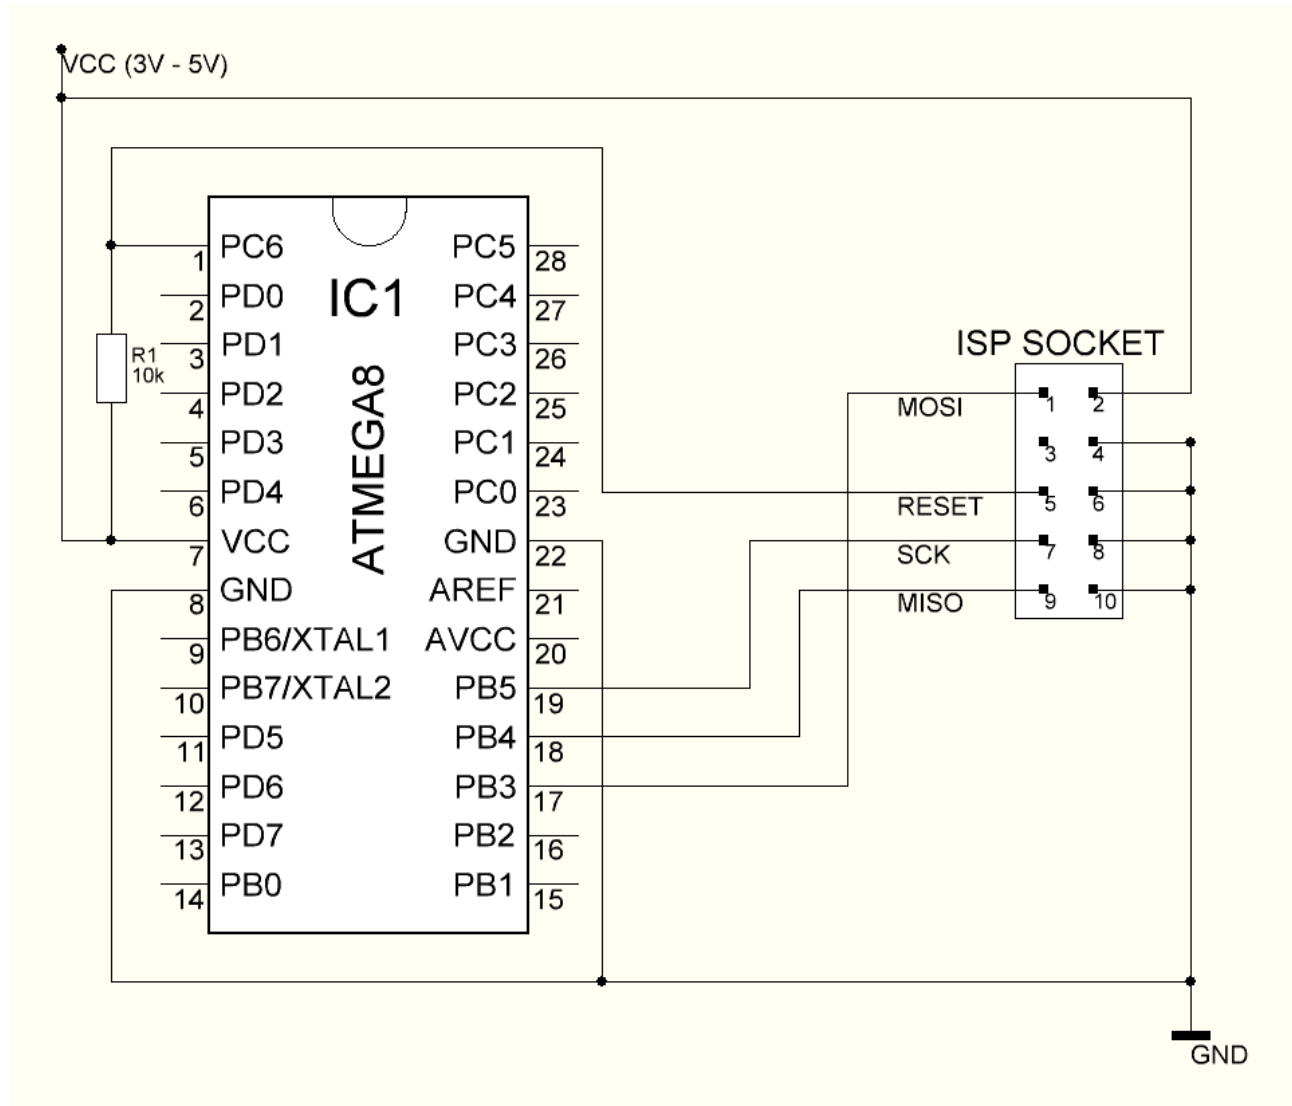 VCC (3V - 5V)
IC1
ATMEGA8
R1
10k
1 PC6
2 PD0
3 PD1
4 PD2
5 PD3
6 PD4
7 VCC
8 GND
9 PB6/XTAL1
10 PB7/XTAL2
11 PD5
12 PD6
13 PD7
14 PB0
PC5 28
PC4 27
PC3 26
PC2 25
PC1 24
PC0 23
GND 22
AREF 21
AVCC 20
PB5 19
PB4 18
PB3 17
PB2 16
PB1 15
ISP SOCKET
MOSI 1 2
3 4
RESET 5 6
SCK 7 8
MISO 9 10
GND